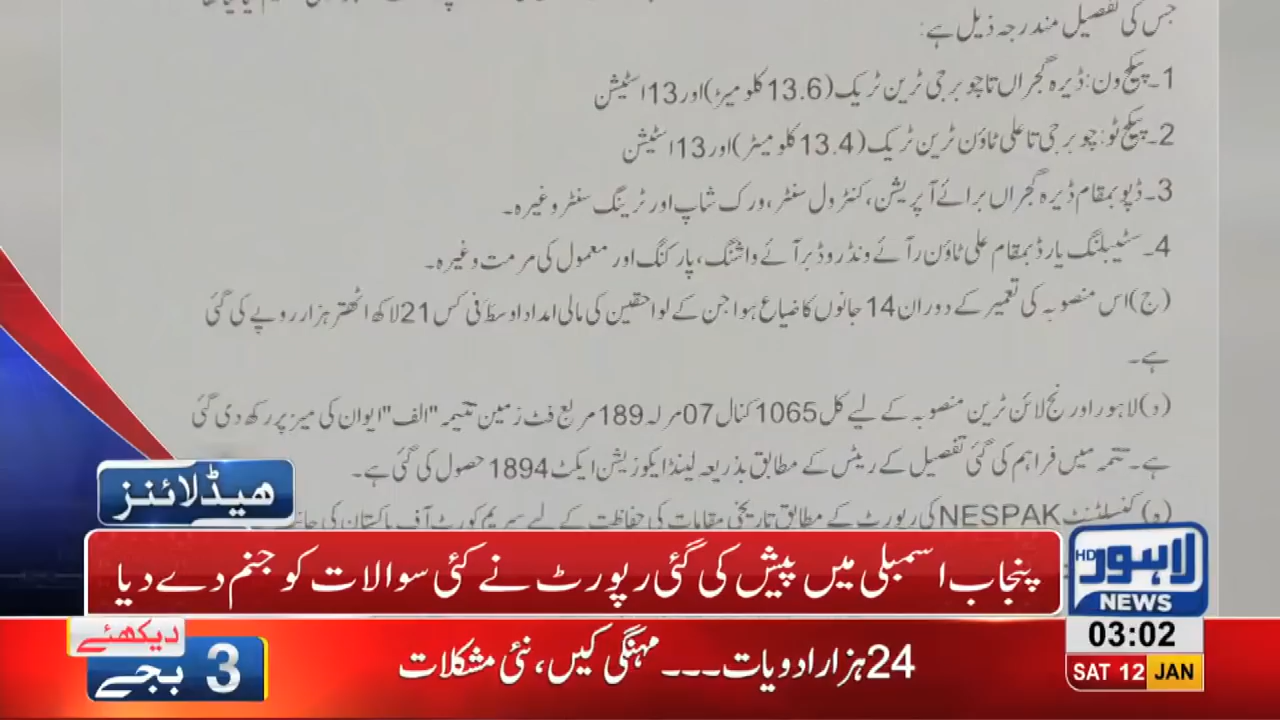 جس کی تفصیل مندرجہ ذیل ہے:
1۔ پیکج ون: ڈیرہ گجراں تا چوبرجی ٹرین ٹریک (13.6 کلو میٹر) اور 13 اسٹیشن
2۔ پیکج ٹو: چوبرجی تا علی ٹاؤن ٹرین ٹریک (13.4 کلو میٹر) اور 13 اسٹیشن
3۔ ڈپو بمقام ڈیرہ گجراں برائے آپریشن، کنٹرول سنٹر، ورک شاپ اور ٹریننگ سنٹر وغیرہ۔
4۔ سٹیبلنگ یارڈ بمقام علی ٹاؤن رائے ونڈ روڈ برائے واشنگ، پارکنگ اور معمول کی مرمت وغیرہ۔
(ج) اس منصوبہ کی تعمیر کے دوران 14 جانوں کا ضیاع ہوا جن کے لواحقین کی مالی امداد اوسط فی کس 21 لاکھ اٹھتر ہزار روپے کی گئی
ہے۔
(د) لاہور اورنج لائن ٹرین منصوبہ کے لیے کل 1065 کنال 07 مرلہ 189 مربع فٹ زمین تتیمہ "الف" ایوان کی میز پر رکھ دی گئی
ہے۔ تتمہ میں فراہم کی گئی تفصیل کے ریٹس کے مطابق بذریعہ لینڈ ایکوزیشن ایکٹ 1894 حصول کی گئی ہے۔
(ہ) کنسلٹنٹ NESPAK کی رپورٹ کے مطابق تاریخی مقامات کی حفاظت کے لیے سپریم کورٹ آف پاکستان کی
ھیڈلائنز
پنجاب اسمبلی میں پیش کی گئی رپورٹ نے کئی سوالات کو جنم دے دیا
لاہور HD
NEWS
03:02
SAT 12 JAN
دیکھئے
3 بجے
24 ہزار ادویات۔۔۔ مہنگی کیں، نئی مشکلات